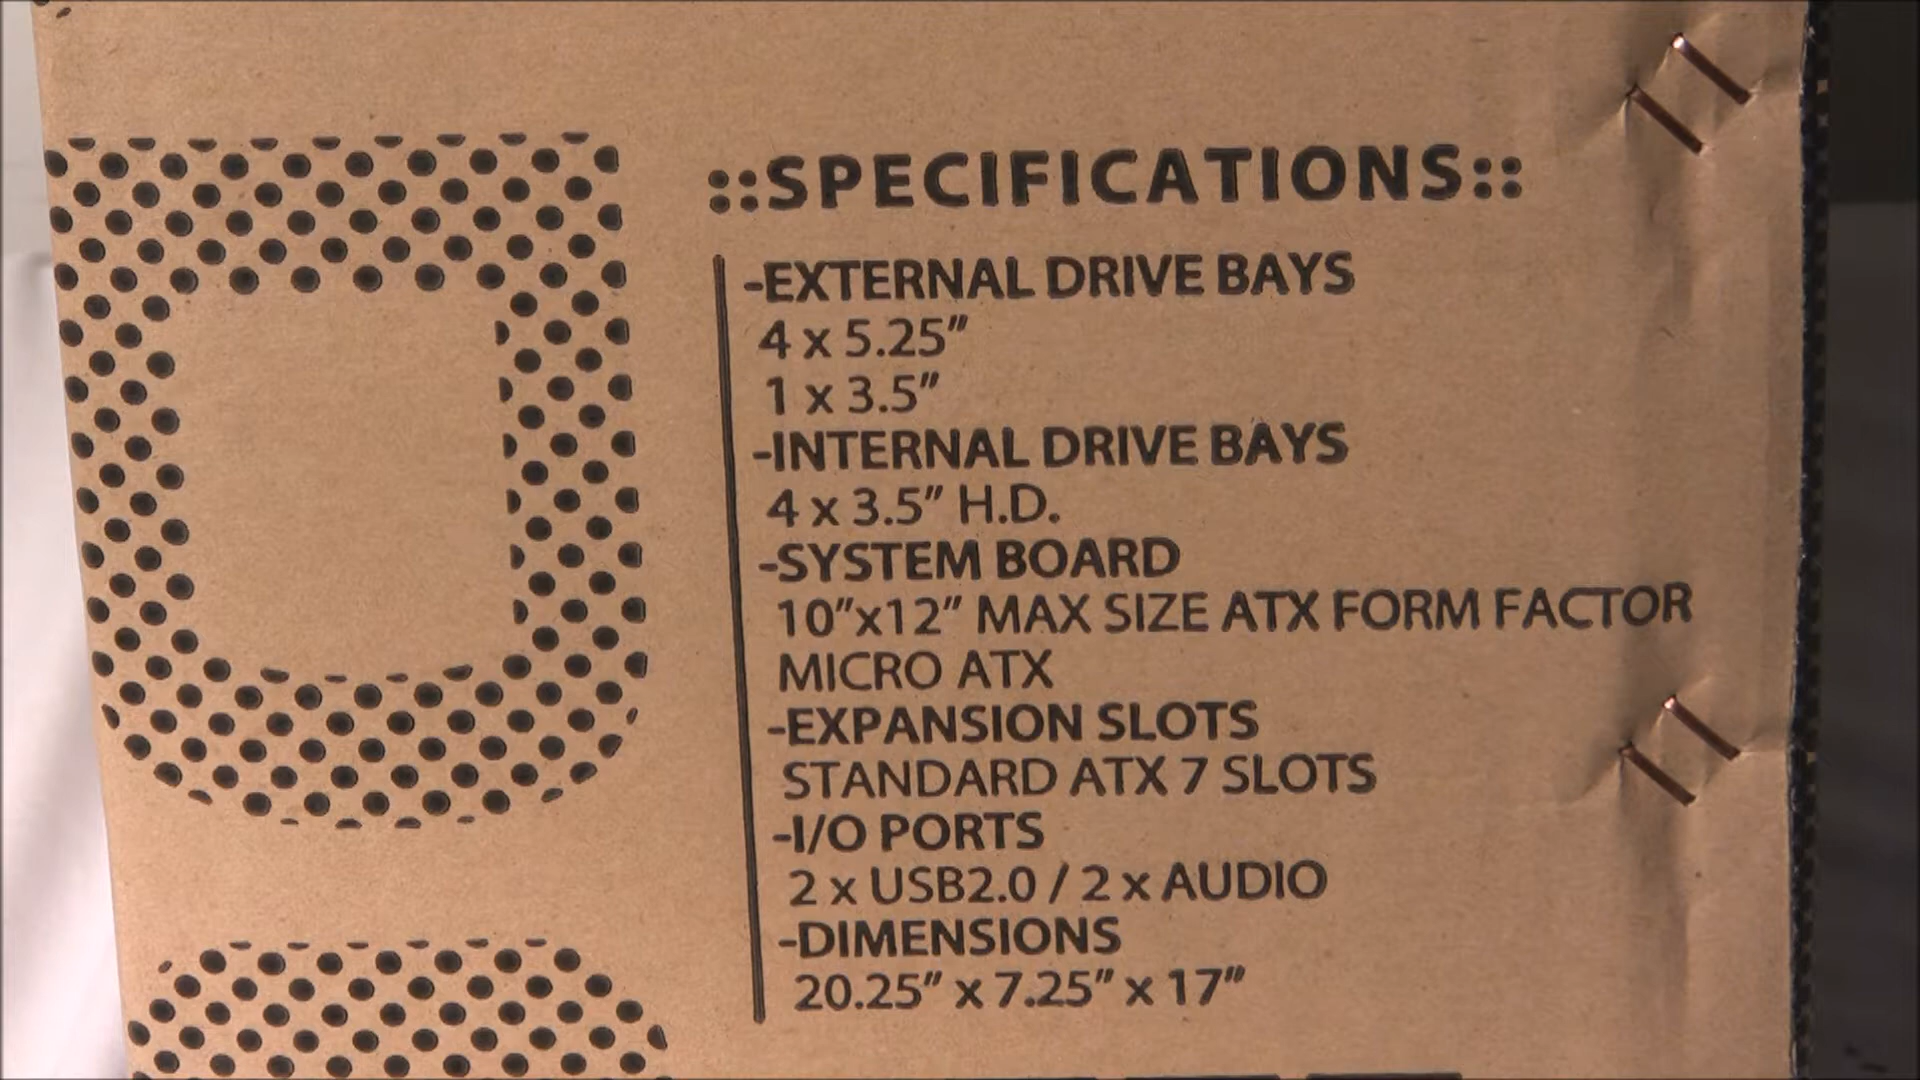 ::SPECIFICATIONS::
-EXTERNAL DRIVE BAYS
4 x 5.25"
1 x 3.5"
-INTERNAL DRIVE BAYS
4 x 3.5" H.D.
-SYSTEM BOARD
10"x12" MAX SIZE ATX FORM FACTOR
MICRO ATX
-EXPANSION SLOTS
STANDARD ATX 7 SLOTS
-I/O PORTS
2 x USB2.0 / 2 x AUDIO
-DIMENSIONS
20.25" x 7.25" x 17"